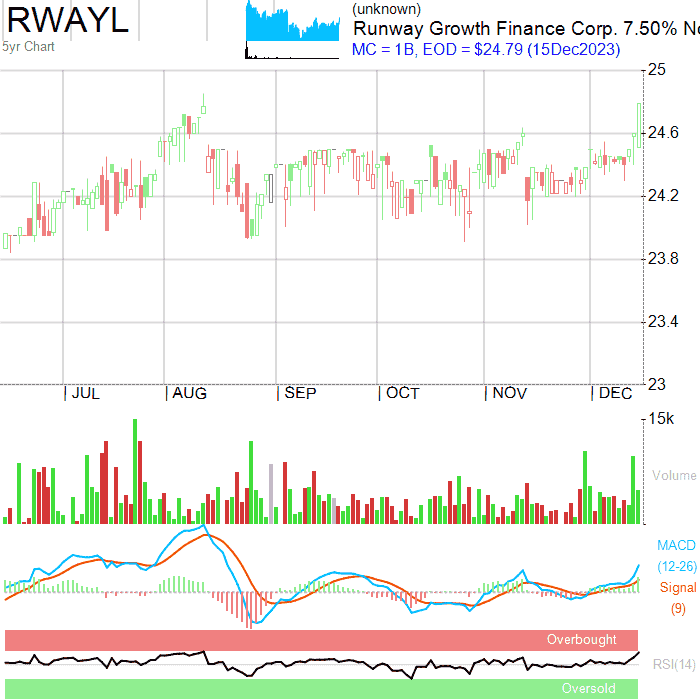 RWAYL
5yr Chart
(unknown)
Runway Growth Finance Corp. 7.50% No
MC = 1B, EOD = $24.79 (15Dec2023)
25
24.6
24.2
23.8
23.4
23
| JUL | AUG | SEP | OCT | NOV | DEC
15k
Volume
MACD
(12-26)
Signal
(9)
Overbought
RSI(14)
Oversold